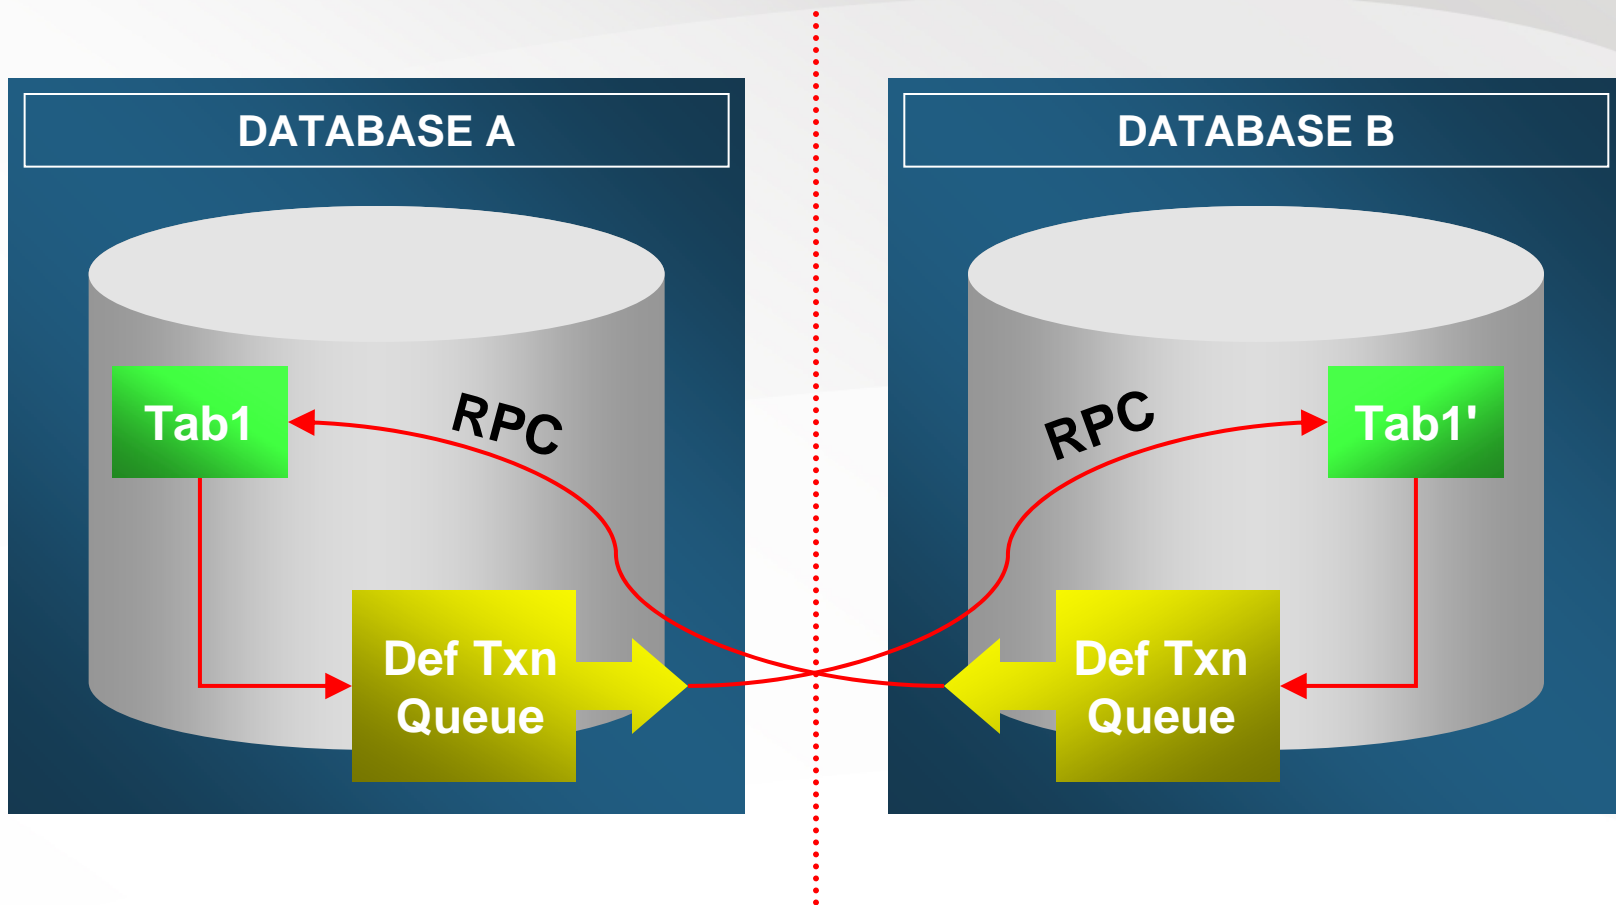 DATABASE A
DATABASE B
Tab1
RPC
RPC
Tab1'
Def Txn
Queue
Def Txn
Queue